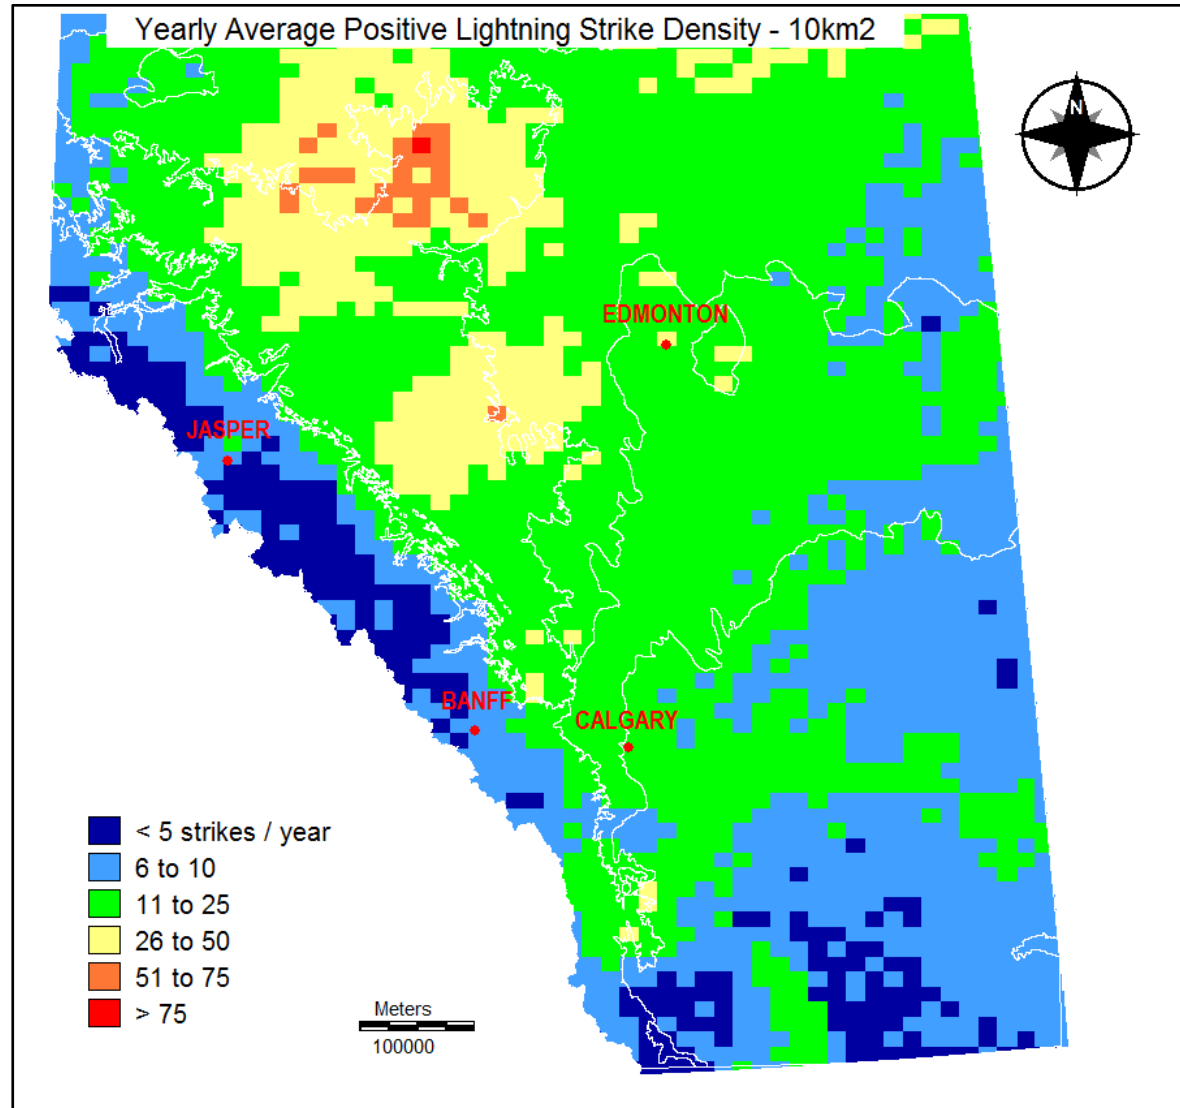 Yearly Average Positive Lightning Strike Density - 10km2
N
EDMONTON
JASPER
BANFF
CALGARY
< 5 strikes / year
6 to 10
11 to 25
26 to 50
51 to 75
> 75
Meters
100000